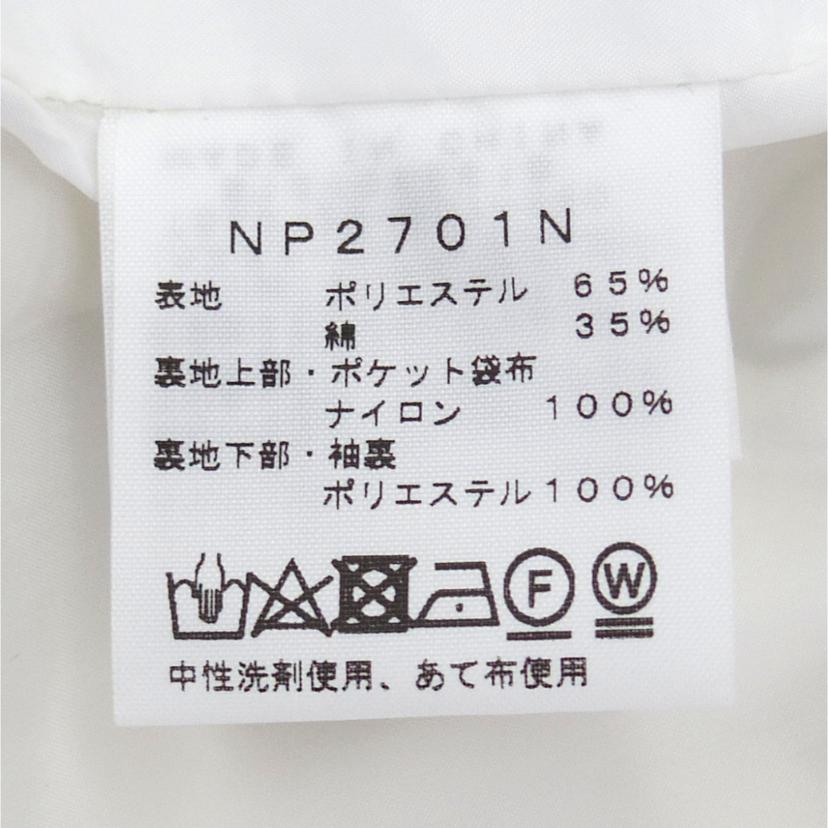 NP2701N
表地 ポリエステル 65%
綿 35%
裏地上部・ポケット袋布
ナイロン 100%
裏地下部・袖裏
ポリエステル100%
F W
中性洗剤使用、あて布使用